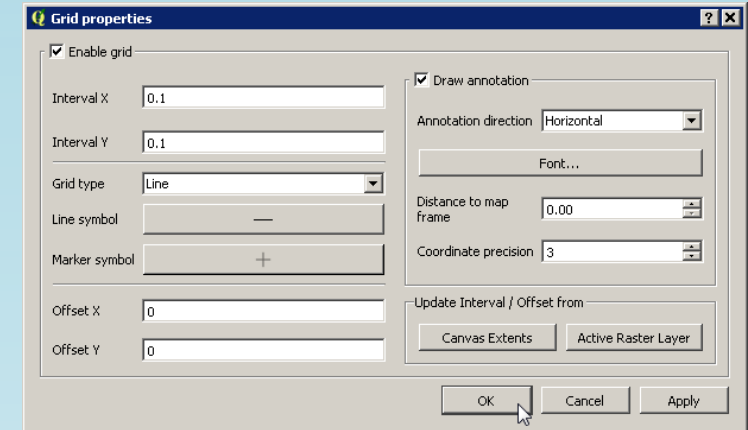 Grid properties
Enable grid
Interval X 0.1
Interval Y 0.1
Grid type Line
Line symbol
Marker symbol
Offset X 0
Offset Y 0
Draw annotation
Annotation direction Horizontal
Font...
Distance to map
frame 0.00
Coordinate precision 3
Update Interval / Offset from
Canvas Extents Active Raster Layer
OK Cancel Apply